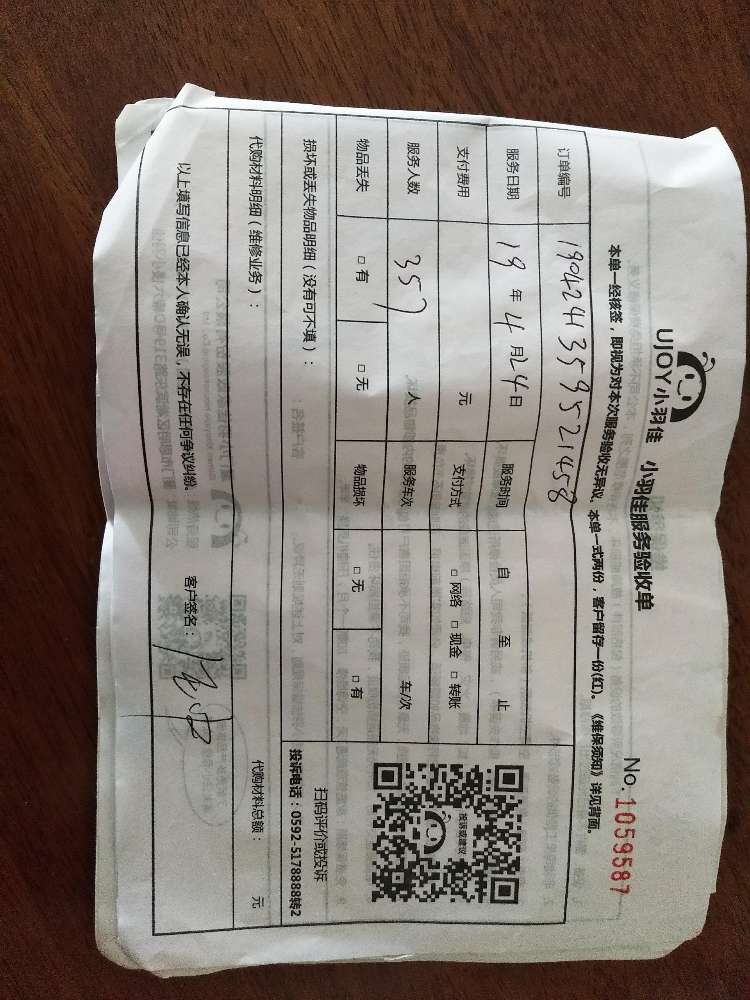 UJOY小羽佳 小羽佳服务验收单
No.1059587
本单一经核签，即视为对本次服务验收无异议，本单一式两份，客户留存一份(红)。《维保须知》详见背面。
订单编号 190424359521458
服务日期 19年4月24日 服务时间 自 至 止
支付费用 元 支付方式 □网络 □现金 □转账
服务人数 357 人 服务车次 车/次
物品丢失 □有 □无 物品损坏 □无 □有
损坏或丢失物品明细（没有可不填）：
找诉或建议
扫码评价或投诉
投诉电话：0592-5178888转2
代购材料明细（维修业务）： 代购材料总额： 元
以上填写信息已经本人确认无误，不存在任何争议纠纷。 客户签名：